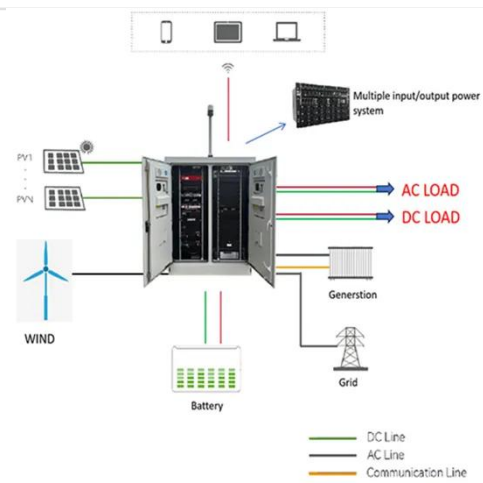 Multiple input/output power
system
PV1
PVN
AC LOAD
DC LOAD
WIND
Generstion
Grid
Battery
DC Line
AC Line
Communication Line